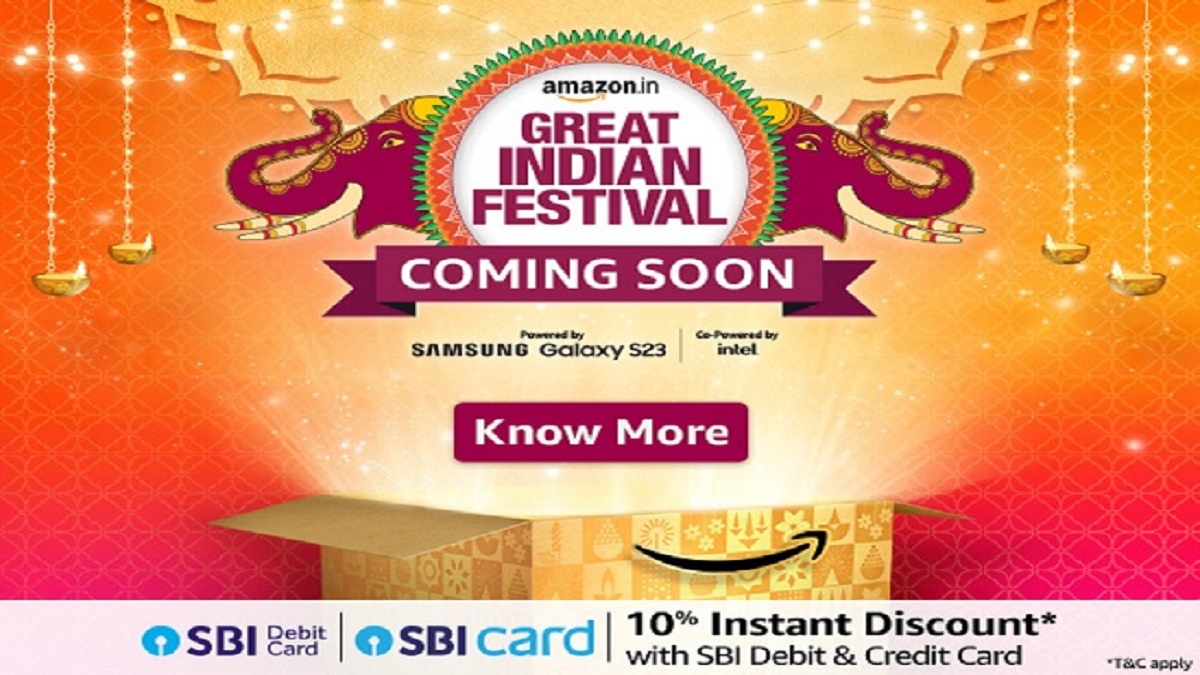 amazon.in
GREAT
INDIAN
FESTIVAL
COMING SOON
Powered by
SAMSUNG Galaxy S23
Co-Powered by
intel
Know More
SBI Debit Card
SBI card
10% Instant Discount*
with SBI Debit & Credit Card
*T&C apply